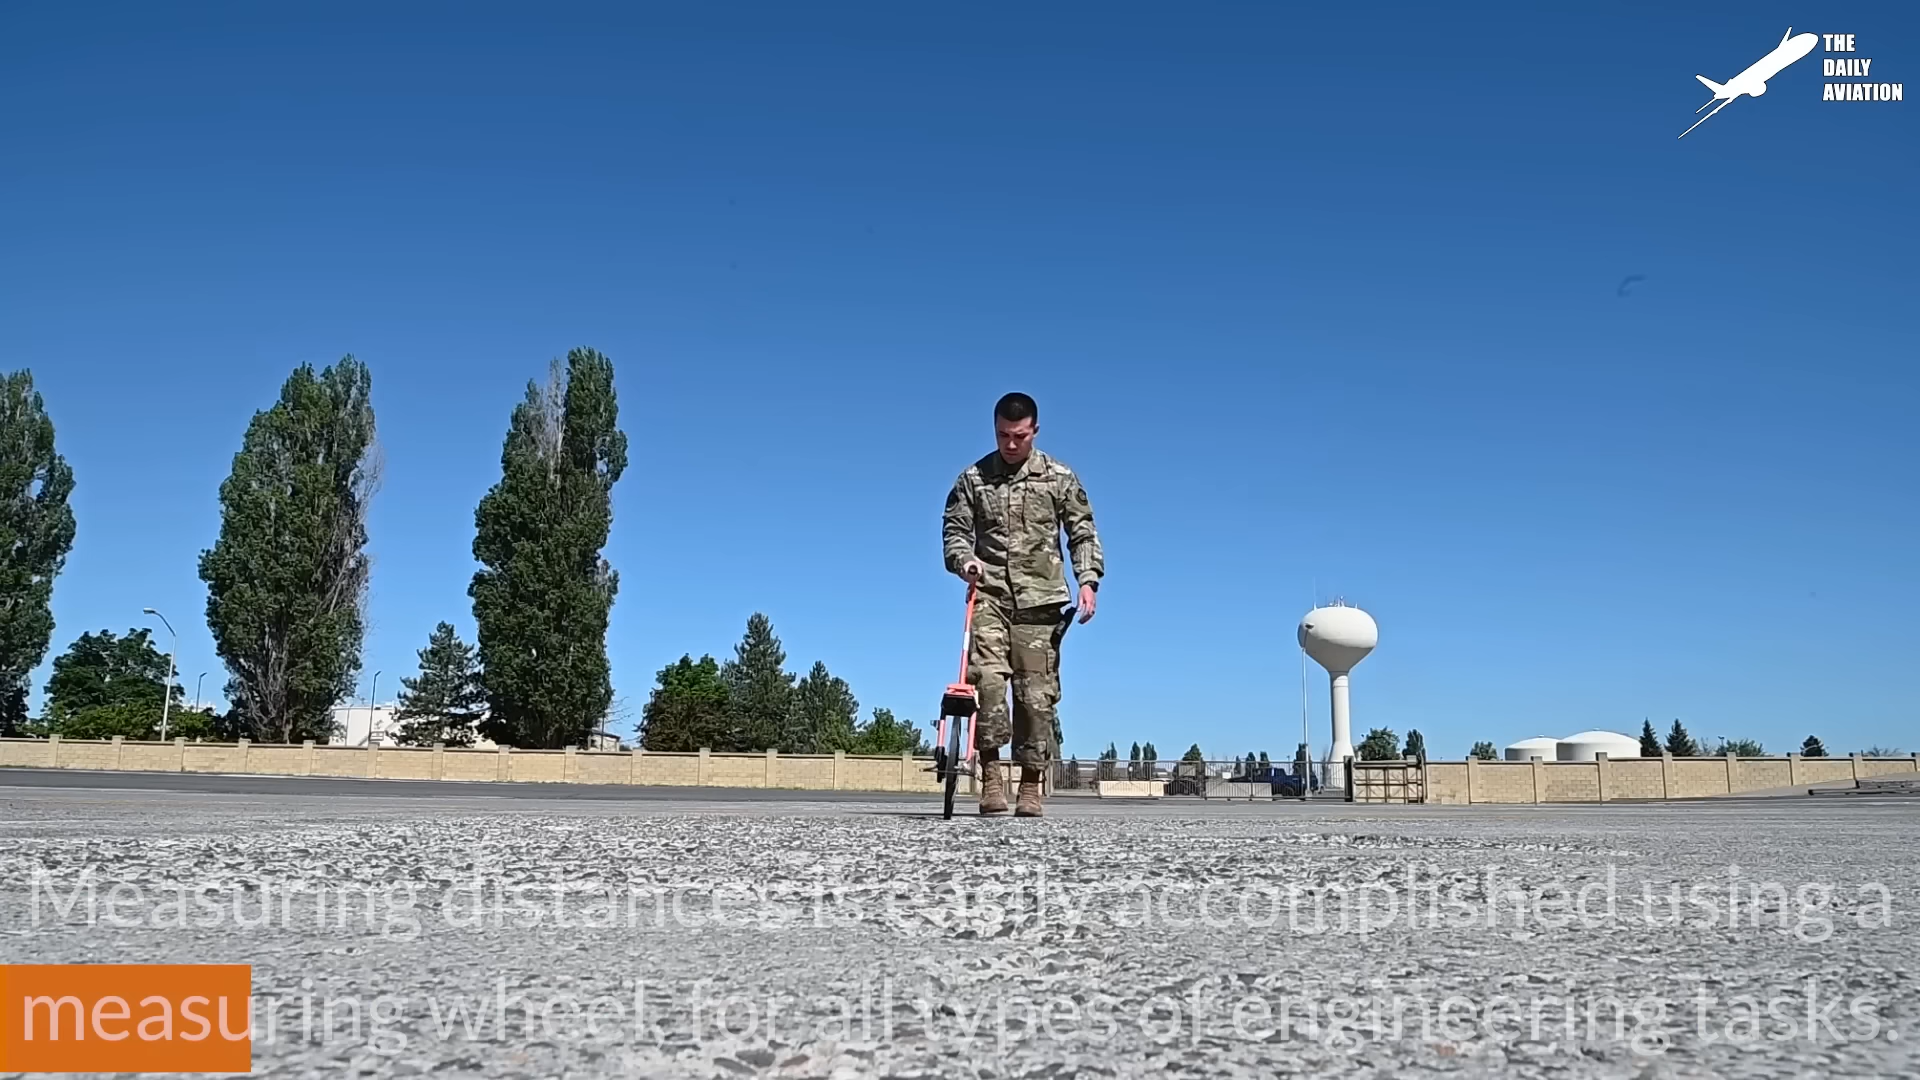 THE
DAILY
AVIATION
Measuring distances is easily accomplished using a
measuring wheel for all types of engineering tasks.